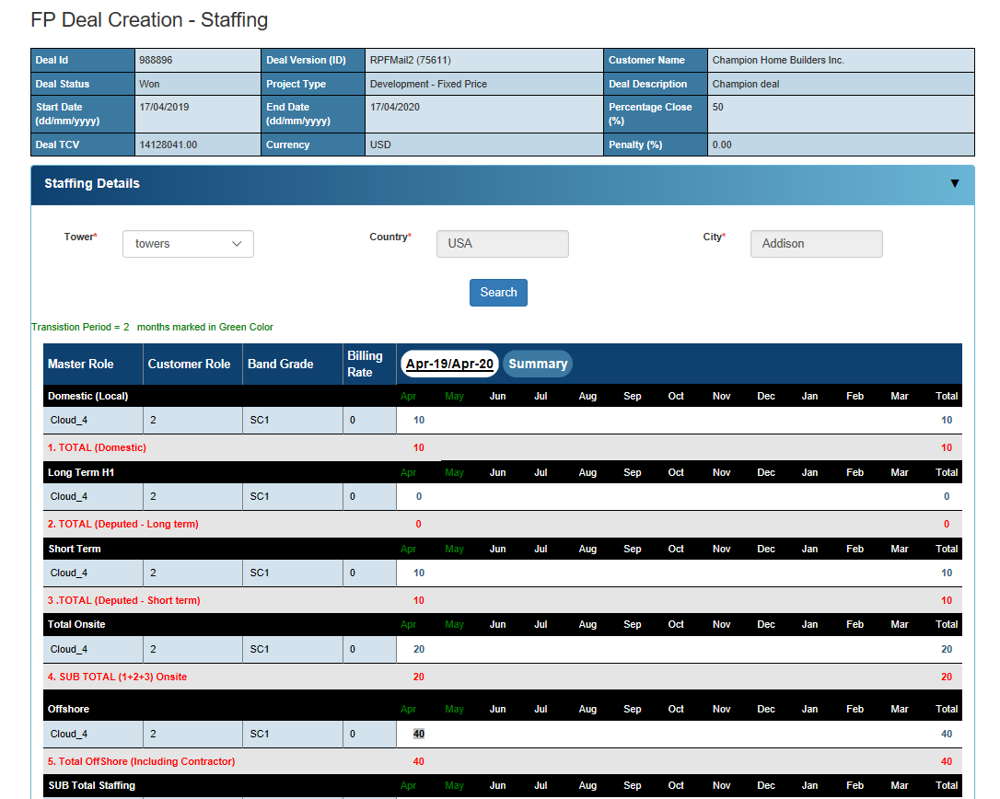 FP Deal Creation - Staffing
Deal Id 988896 Deal Version (ID) RPFMail2 (75611) Customer Name Champion Home Builders Inc.
Deal Status Won Project Type Development - Fixed Price Deal Description Champion deal
Start Date (dd/mm/yyyy) 17/04/2019 End Date (dd/mm/yyyy) 17/04/2020 Percentage Close (%) 50
Deal TCV 14128041.00 Currency USD Penalty (%) 0.00
Staffing Details ▼
Tower* towers Country* USA City* Addison
Search
Transistion Period = 2 months marked in Green Color
Master Role Customer Role Band Grade Billing Rate Apr-19/Apr-20 Summary
Domestic (Local) Apr May Jun Jul Aug Sep Oct Nov Dec Jan Feb Mar Total
Cloud_4 2 SC1 0 10 10
1. TOTAL (Domestic) 10 10
Long Term H1 Apr May Jun Jul Aug Sep Oct Nov Dec Jan Feb Mar Total
Cloud_4 2 SC1 0 0 0
2. TOTAL (Deputed - Long term) 0 0
Short Term Apr May Jun Jul Aug Sep Oct Nov Dec Jan Feb Mar Total
Cloud_4 2 SC1 0 10 10
3 .TOTAL (Deputed - Short term) 10 10
Total Onsite Apr May Jun Jul Aug Sep Oct Nov Dec Jan Feb Mar Total
Cloud_4 2 SC1 0 20 20
4. SUB TOTAL (1+2+3) Onsite 20 20
Offshore Apr May Jun Jul Aug Sep Oct Nov Dec Jan Feb Mar Total
Cloud_4 2 SC1 0 40 40
5. Total OffShore (Including Contractor) 40 40
SUB Total Staffing Apr May Jun Jul Aug Sep Oct Nov Dec Jan Feb Mar Total